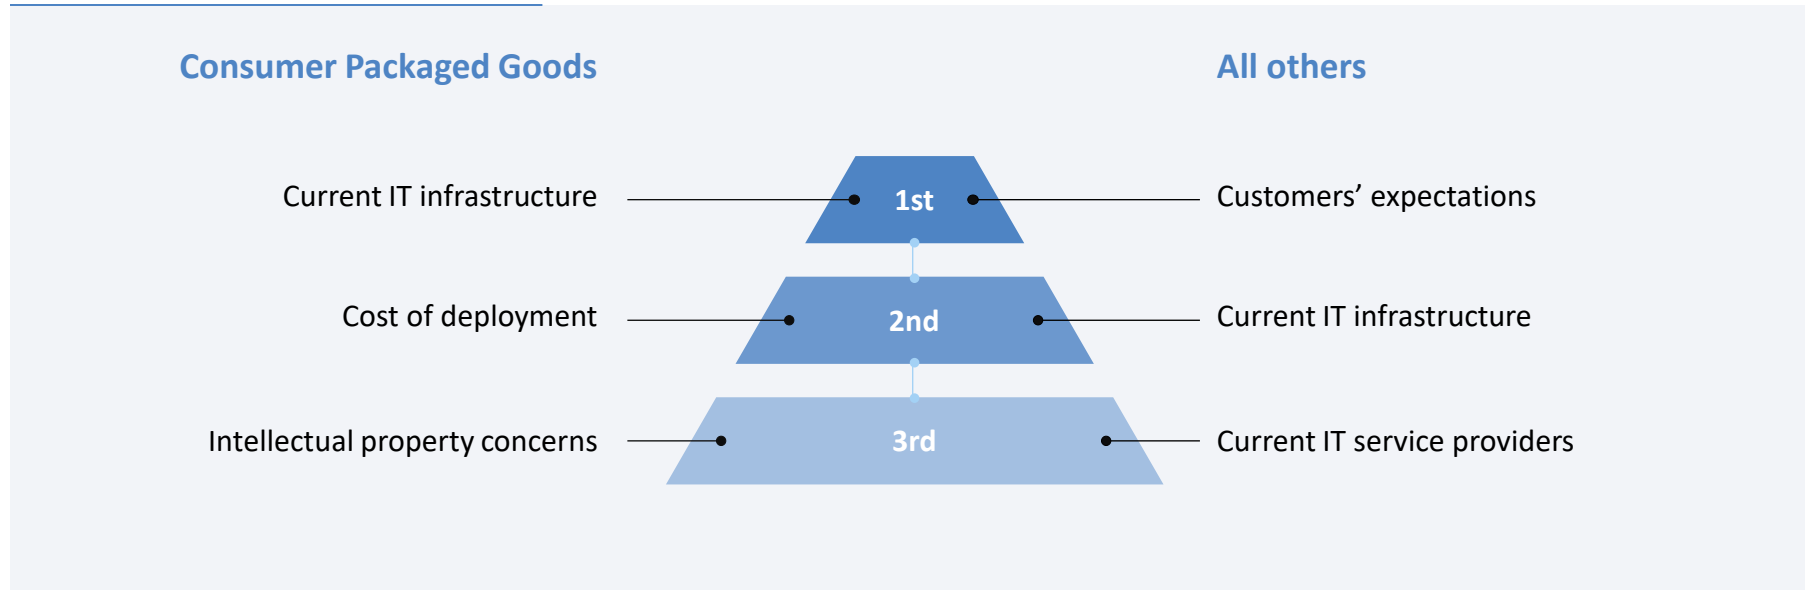 Consumer Packaged Goods
All others
Current IT infrastructure
1st
Customers’ expectations
Cost of deployment
2nd
Current IT infrastructure
Intellectual property concerns
3rd
Current IT service providers